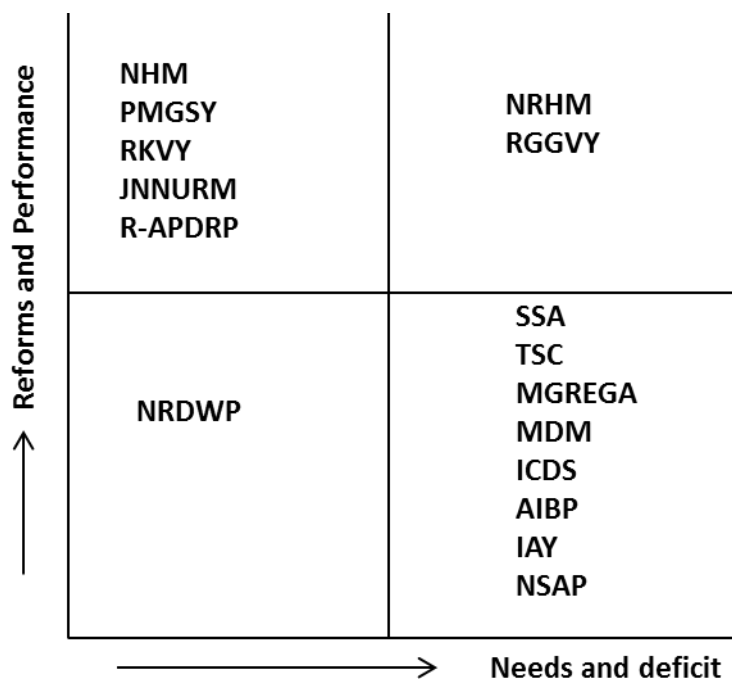 Reforms and Performance
NHM
PMGSY
RKVY
JNNURM
R-APDRP
NRHM
RGGVY
NRDWP
SSA
TSC
MGREGA
MDM
ICDS
AIBP
IAY
NSAP
Needs and deficit